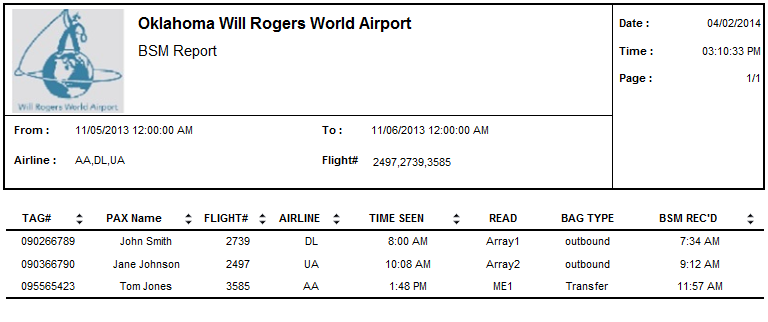 Oklahoma Will Rogers World Airport
BSM Report
Will Rogers World Airport
Date : 04/02/2014
Time : 03:10:33 PM
Page : 1/1
From : 11/05/2013 12:00:00 AM To : 11/06/2013 12:00:00 AM
Airline : AA,DL,UA Flight# 2497,2739,3585
TAG# PAX Name FLIGHT# AIRLINE TIME SEEN READ BAG TYPE BSM REC'D
090266789 John Smith 2739 DL 8:00 AM Array1 outbound 7:34 AM
090366790 Jane Johnson 2497 UA 10:08 AM Array2 outbound 9:12 AM
095565423 Tom Jones 3585 AA 1:48 PM ME1 Transfer 11:57 AM